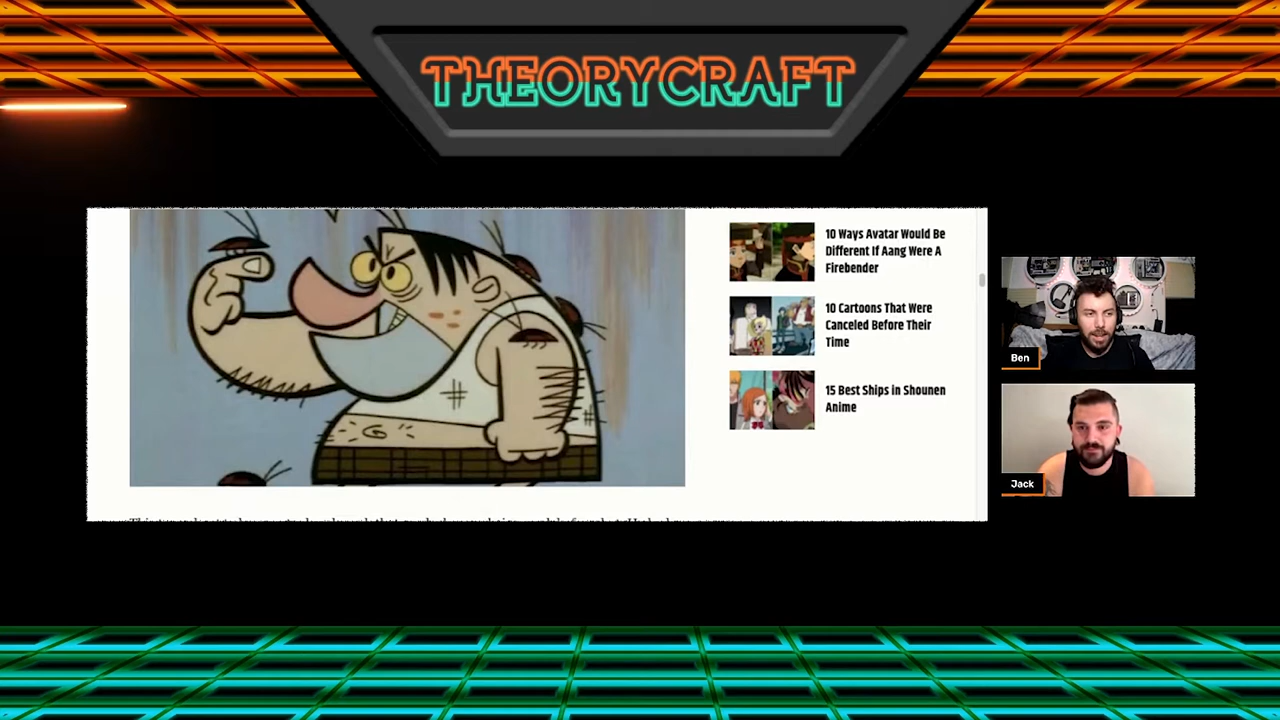 THEORYCRAFT
10 Ways Avatar Would Be
Different If Aang Were A
Firebender
10 Cartoons That Were
Canceled Before Their
Time
15 Best Ships in Shounen
Anime
Ben
Jack